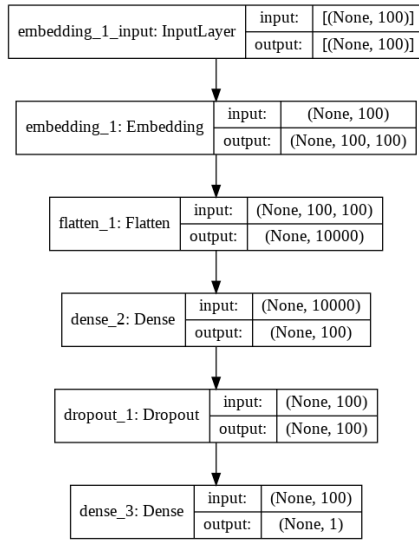 embedding_1_input: InputLayer
input: [(None, 100)]
output: [(None, 100)]
embedding_1: Embedding
input: (None, 100)
output: (None, 100, 100)
flatten_1: Flatten
input: (None, 100, 100)
output: (None, 10000)
dense_2: Dense
input: (None, 10000)
output: (None, 100)
dropout_1: Dropout
input: (None, 100)
output: (None, 100)
dense_3: Dense
input: (None, 100)
output: (None, 1)